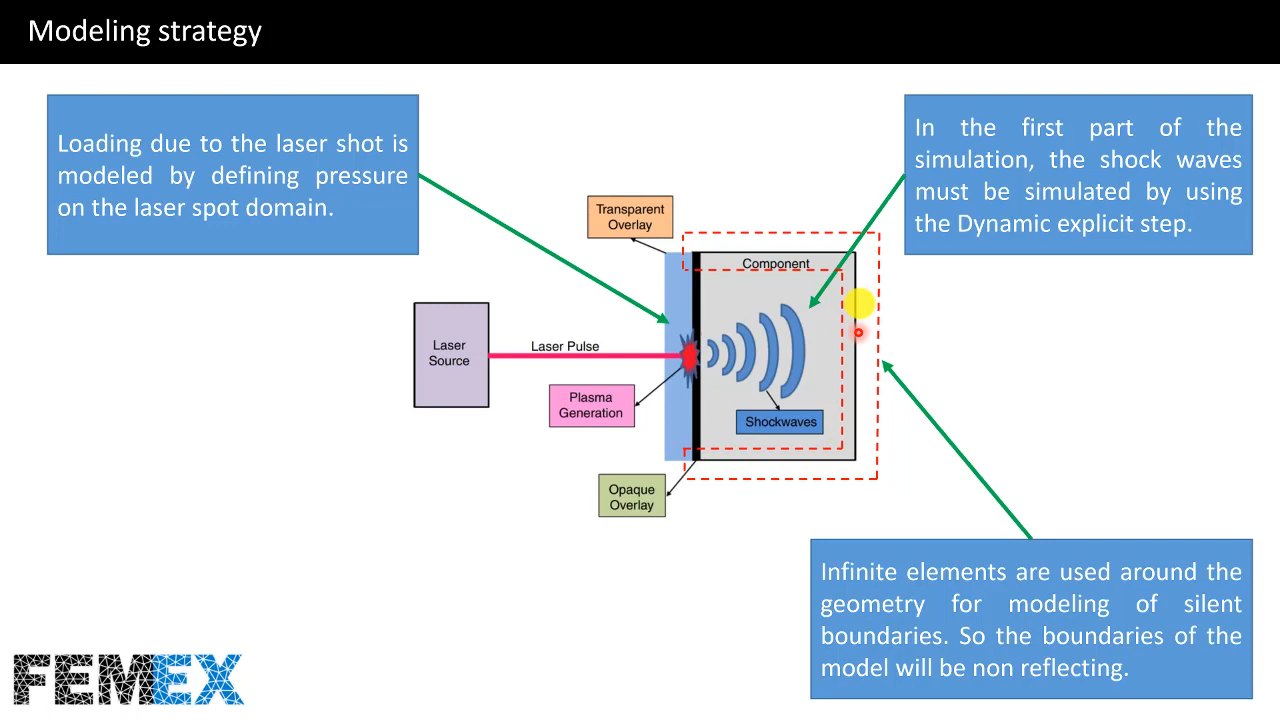 Modeling strategy
Loading due to the laser shot is
modeled by defining pressure
on the laser spot domain.
In the first part of the
simulation, the shock waves
must be simulated by using
the Dynamic explicit step.
Transparent
Overlay
Component
Laser
Source
Laser Pulse
Plasma
Generation
Shockwaves
Opaque
Overlay
Infinite elements are used around the
geometry for modeling of silent
boundaries. So the boundaries of the
model will be non reflecting.
FEMEX